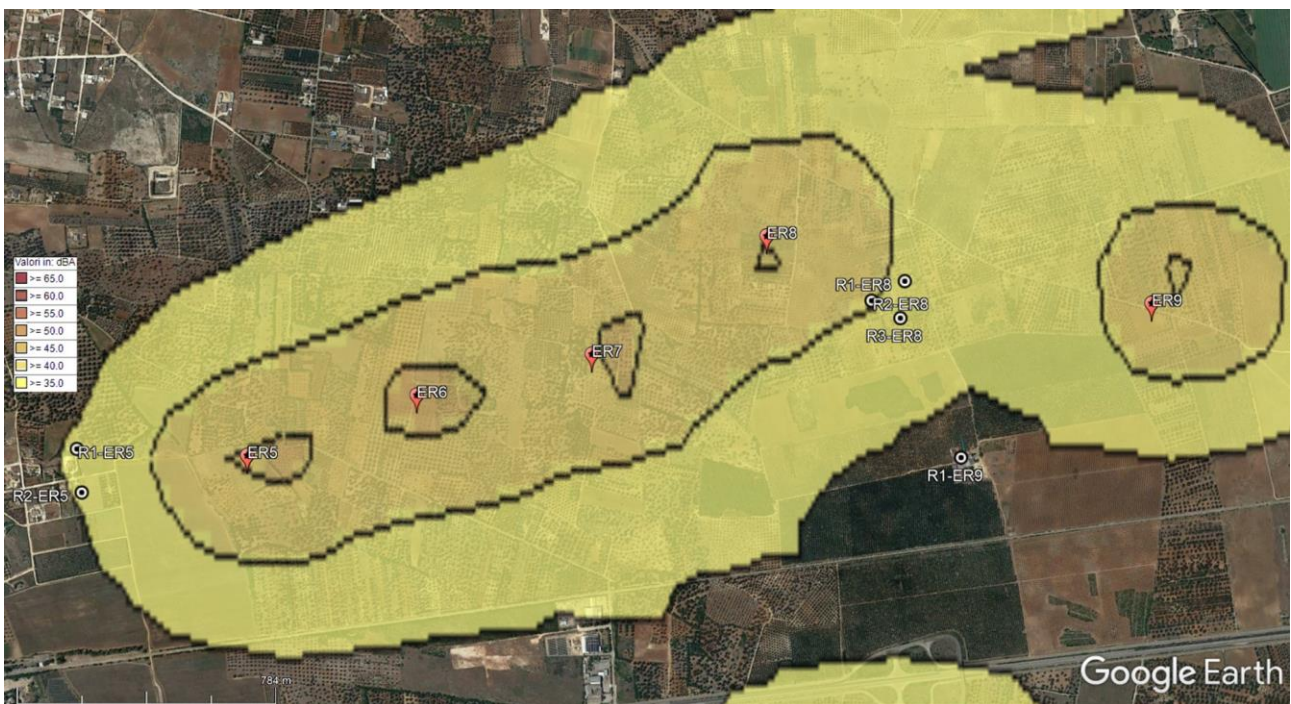 ER8
Valori in: dBA
>= 65.0
>= 60.0
>= 55.0
>= 50.0
>= 45.0
>= 40.0
>= 35.0
R1-ER8
R2-ER8
R3-ER8
ER9
ER7
ER6
R1-ER5
ER5
R2-ER5
R1-ER9
784 m
Google Earth